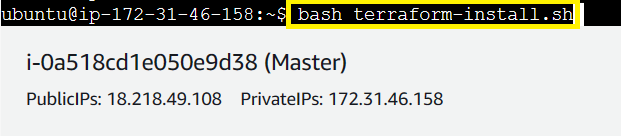 ubuntu@ip-172-31-46-158:~$ bash terraform-install.sh
i-0a518cd1e050e9d38 (Master)
PublicIPs: 18.218.49.108 PrivateIPs: 172.31.46.158